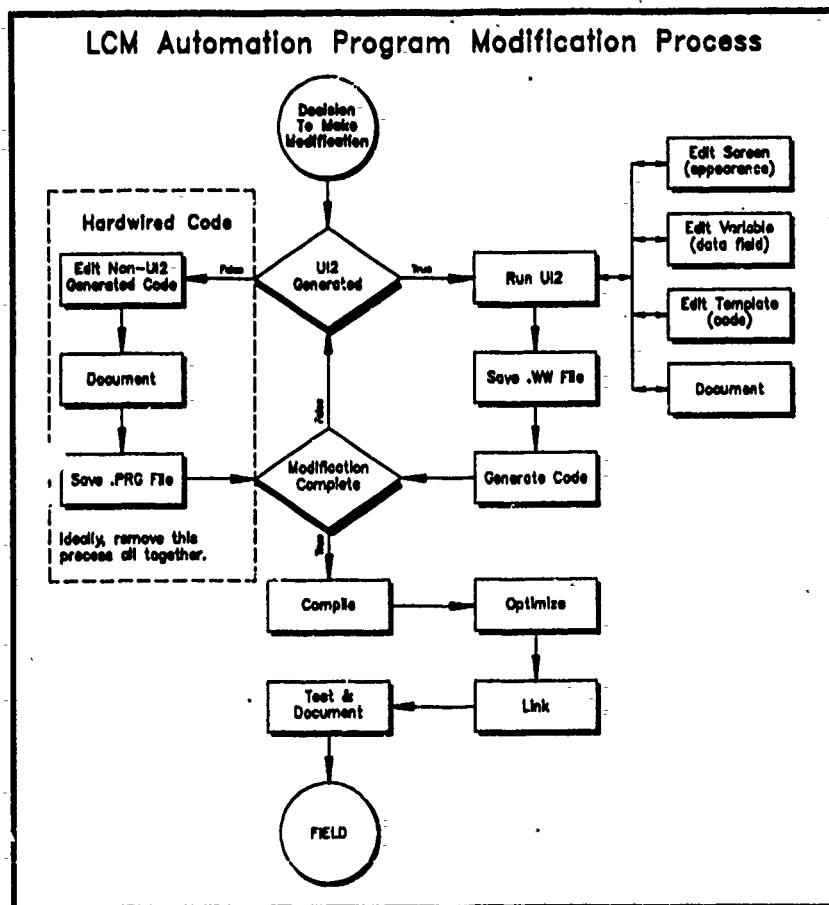 LCM Automation Program Modification Process
Decision
To Make
Modification
Hardwired Code
Edit Non-UI2
Generated Code
False
UI2
Generated
True
Run UI2
Edit Screen
(appearance)
Edit Variable
(data field)
Edit Template
(code)
Document
Document
Save .WW File
False
Save .PRG File
Modification
Complete
Generate Code
Ideally, remove this
process all together.
True
Compile
Optimize
Test &
Document
Link
FIELD